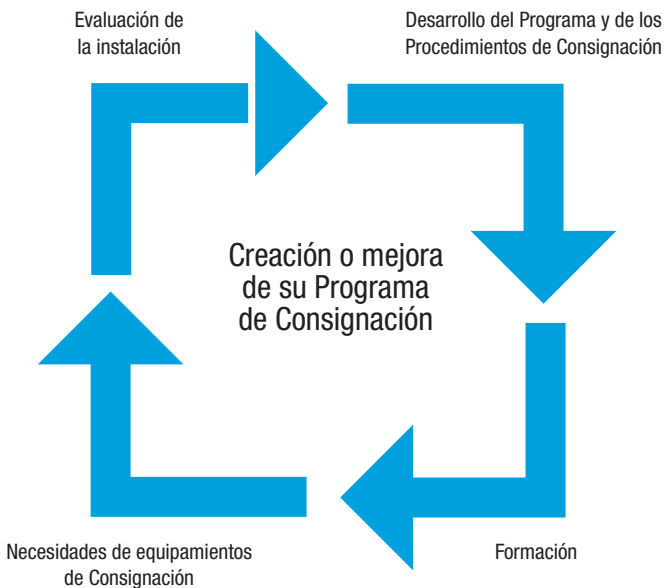 Evaluación de
la instalación
Desarrollo del Programa y de los
Procedimientos de Consignación
Creación o mejora
de su Programa
de Consignación
Necesidades de equipamientos
de Consignación
Formación